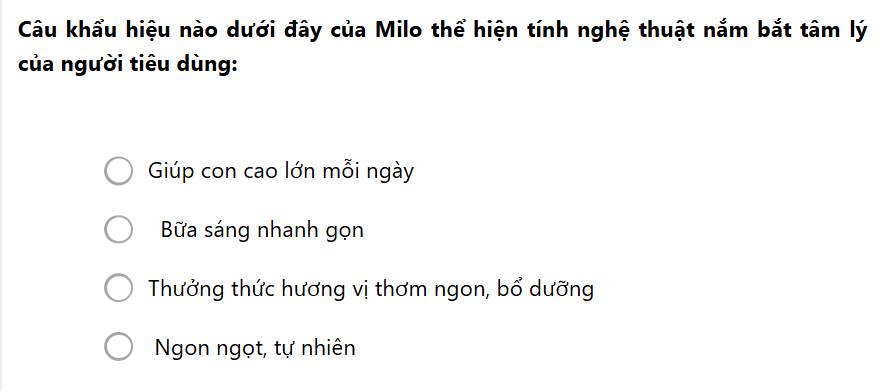 Câu khẩu hiệu nào dưới đây của Milo thể hiện tính nghệ thuật nắm bắt tâm lý
của người tiêu dùng:
Giúp con cao lớn mỗi ngày
Bữa sáng nhanh gọn
Thưởng thức hương vị thơm ngon, bổ dưỡng
Ngon ngọt, tự nhiên